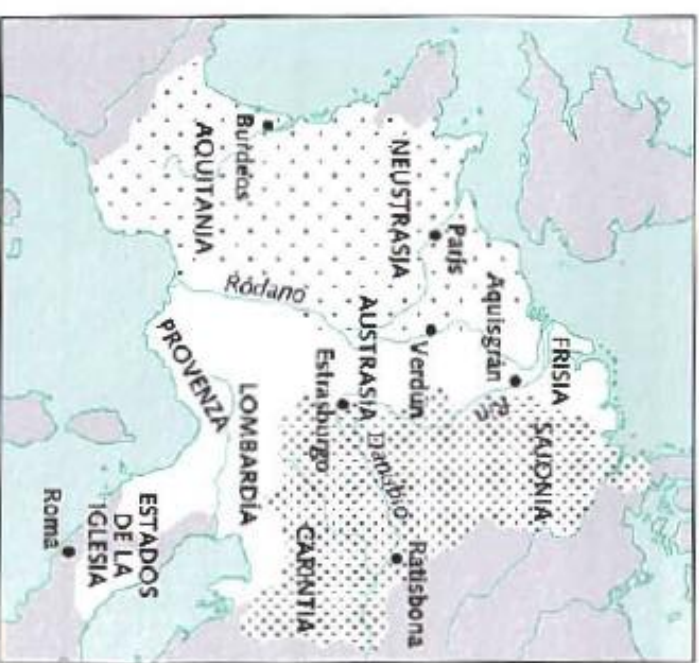 FRISIA
SAJONIA
Aquisgrán
Rin
París
Verdún
NEUSTRASIA
AUSTRASIA
Estrasburgo
Danubio
Ratisbona
Burdeos
AQUITANIA
Ródano
CARINTIA
LOMBARDÍA
PROVENZA
ESTADOS
DE LA
IGLESIA
Roma